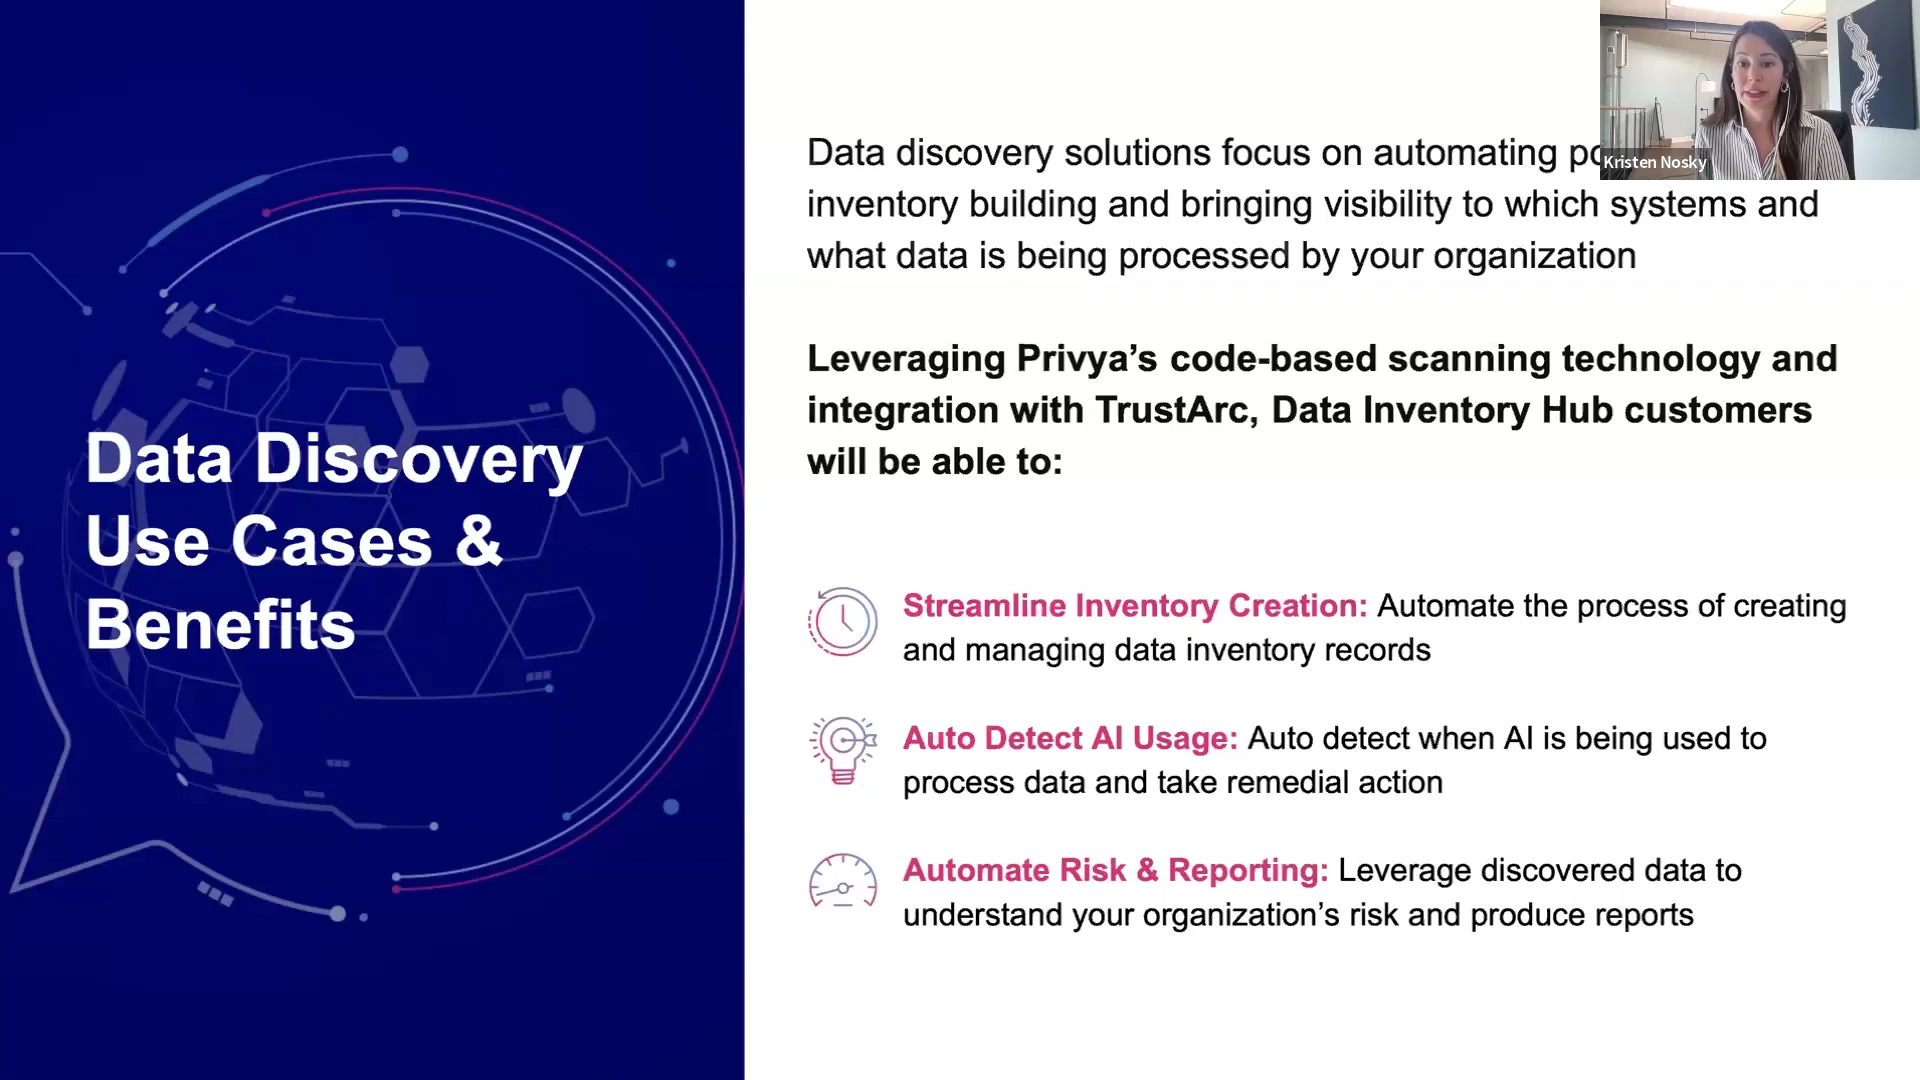 Data Discovery
Use Cases &
Benefits
Data discovery solutions focus on automating
inventory building and bringing visibility to which systems and
what data is being processed by your organization
Leveraging Privya’s code-based scanning technology and
integration with TrustArc, Data Inventory Hub customers
will be able to:
Streamline Inventory Creation: Automate the process of creating
and managing data inventory records
Auto Detect AI Usage: Auto detect when AI is being used to
process data and take remedial action
Automate Risk & Reporting: Leverage discovered data to
understand your organization’s risk and produce reports
Kristen Nosky